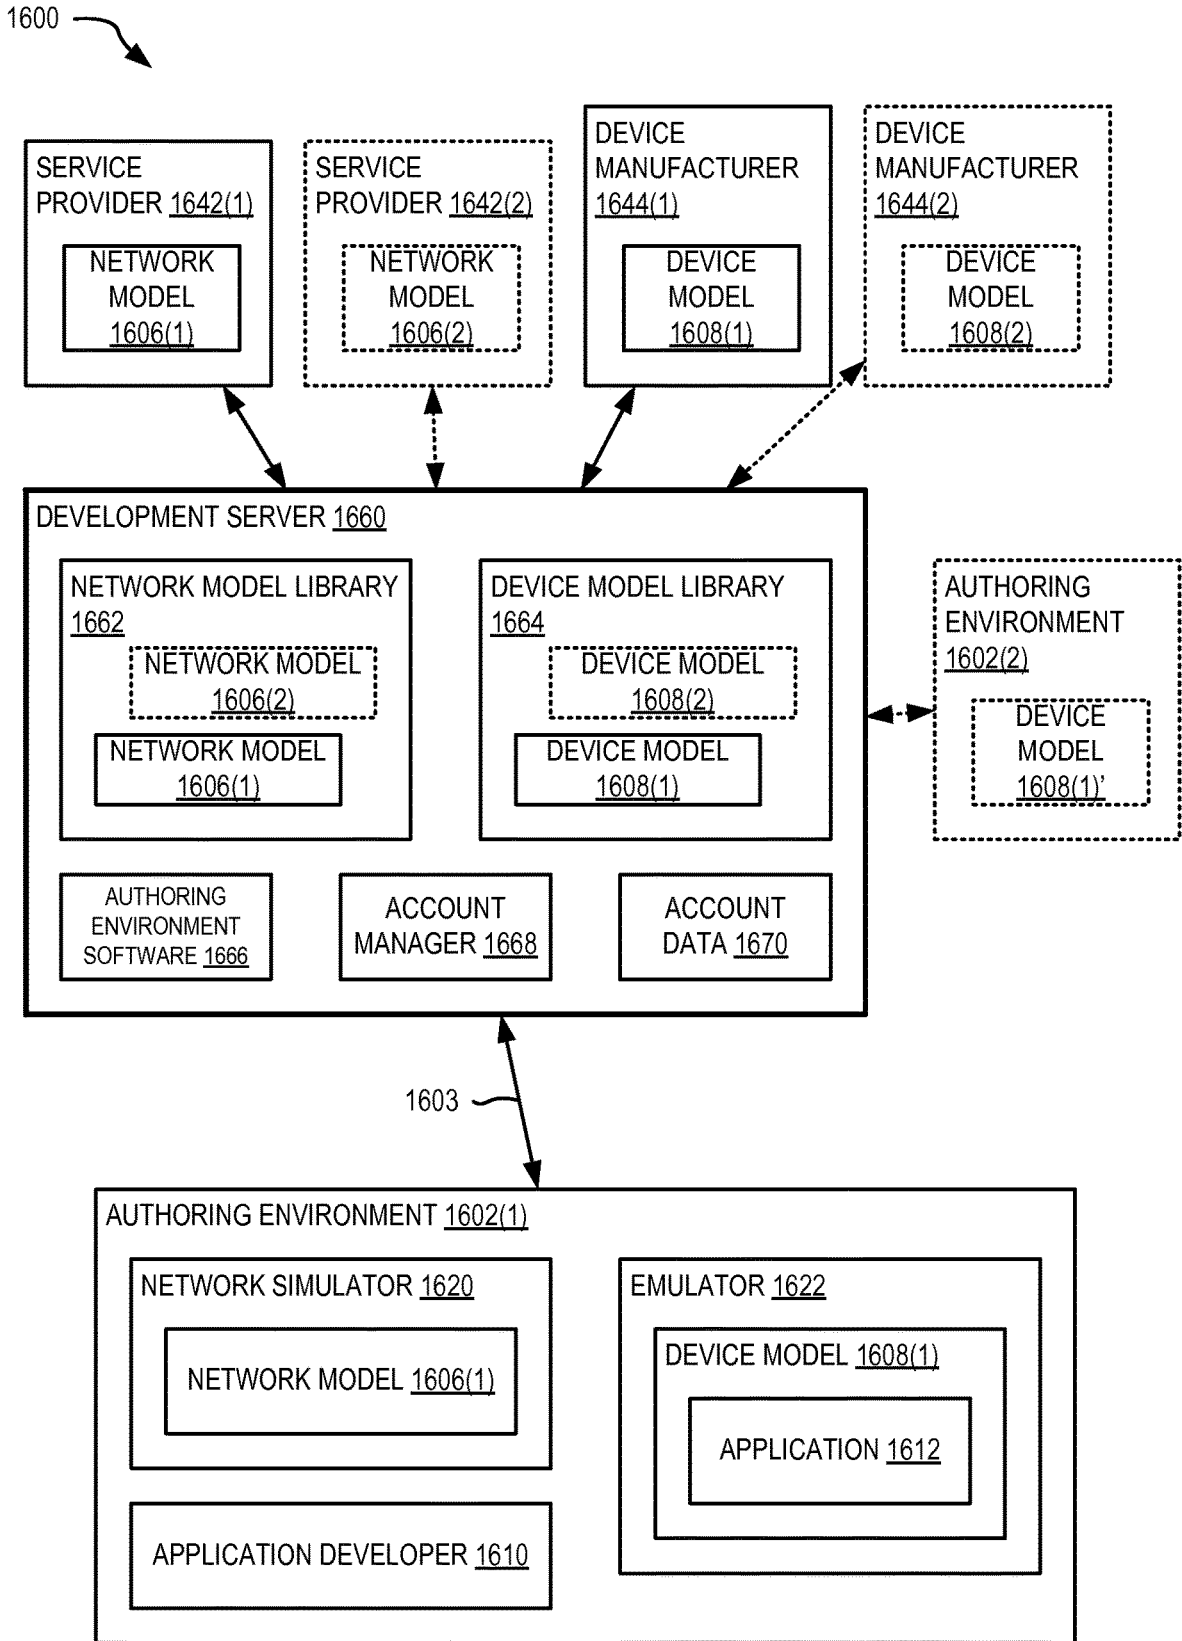 1600
SERVICE
PROVIDER 1642(1)
NETWORK
MODEL
1606(1)
SERVICE
PROVIDER 1642(2)
NETWORK
MODEL
1606(2)
DEVICE
MANUFACTURER
1644(1)
DEVICE
MODEL
1608(1)
DEVICE
MANUFACTURER
1644(2)
DEVICE
MODEL
1608(2)
DEVELOPMENT SERVER 1660
NETWORK MODEL LIBRARY
1662
NETWORK MODEL
1606(2)
NETWORK MODEL
1606(1)
DEVICE MODEL LIBRARY
1664
DEVICE MODEL
1608(2)
DEVICE MODEL
1608(1)
AUTHORING
ENVIRONMENT
1602(2)
DEVICE
MODEL
1608(1)’
AUTHORING
ENVIRONMENT
SOFTWARE 1666
ACCOUNT
MANAGER 1668
ACCOUNT
DATA 1670
1603
AUTHORING ENVIRONMENT 1602(1)
NETWORK SIMULATOR 1620
NETWORK MODEL 1606(1)
APPLICATION DEVELOPER 1610
EMULATOR 1622
DEVICE MODEL 1608(1)
APPLICATION 1612